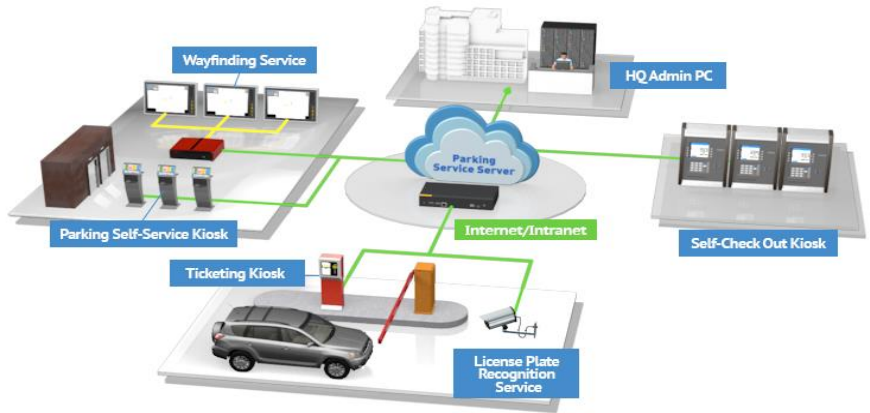 Wayfinding Service
HQ Admin PC
Parking
Service Server
Parking Self-Service Kiosk
Internet/Intranet
Self-Check Out Kiosk
Ticketing Kiosk
License Plate
Recognition
Service